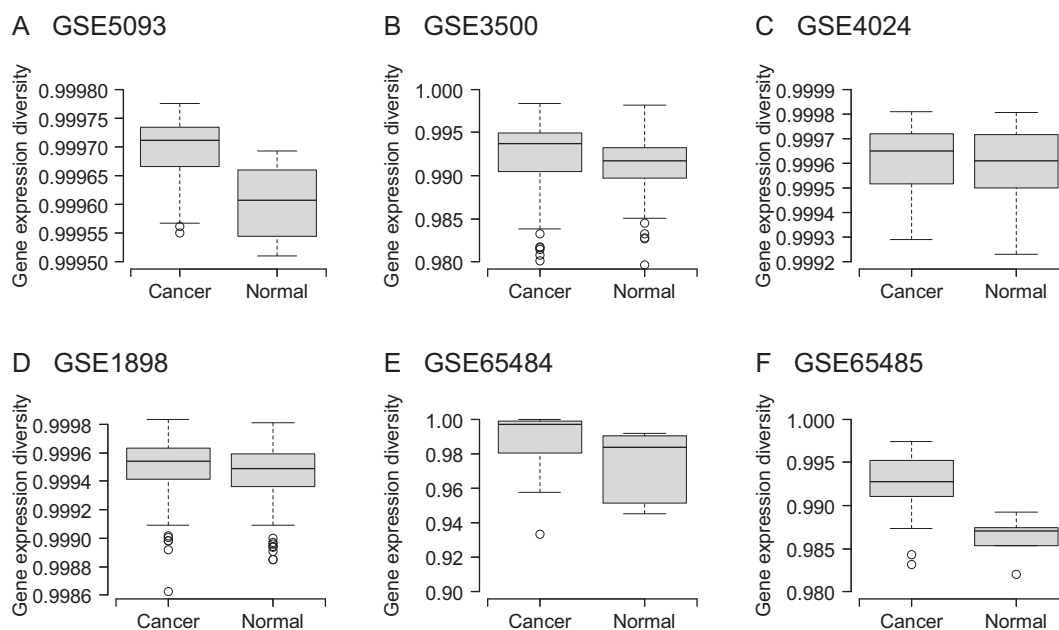 A GSE5093
Gene expression diversity
0.99980
0.99975
0.99970
0.99965
0.99960
0.99955
0.99950
Cancer Normal
B GSE3500
Gene expression diversity
1.000
0.995
0.990
0.985
0.980
Cancer Normal
C GSE4024
Gene expression diversity
0.9999
0.9998
0.9997
0.9996
0.9995
0.9994
0.9993
0.9992
Cancer Normal
D GSE1898
Gene expression diversity
0.9998
0.9996
0.9994
0.9992
0.9990
0.9988
0.9986
Cancer Normal
E GSE65484
Gene expression diversity
1.00
0.98
0.96
0.94
0.92
0.90
Cancer Normal
F GSE65485
Gene expression diversity
1.000
0.995
0.990
0.985
0.980
Cancer Normal